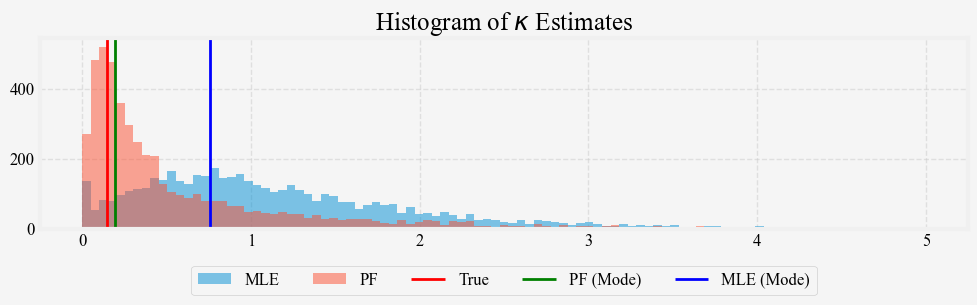 Histogram of κ Estimates
400
200
0
0 1 2 3 4 5
MLE PF True PF (Mode) MLE (Mode)